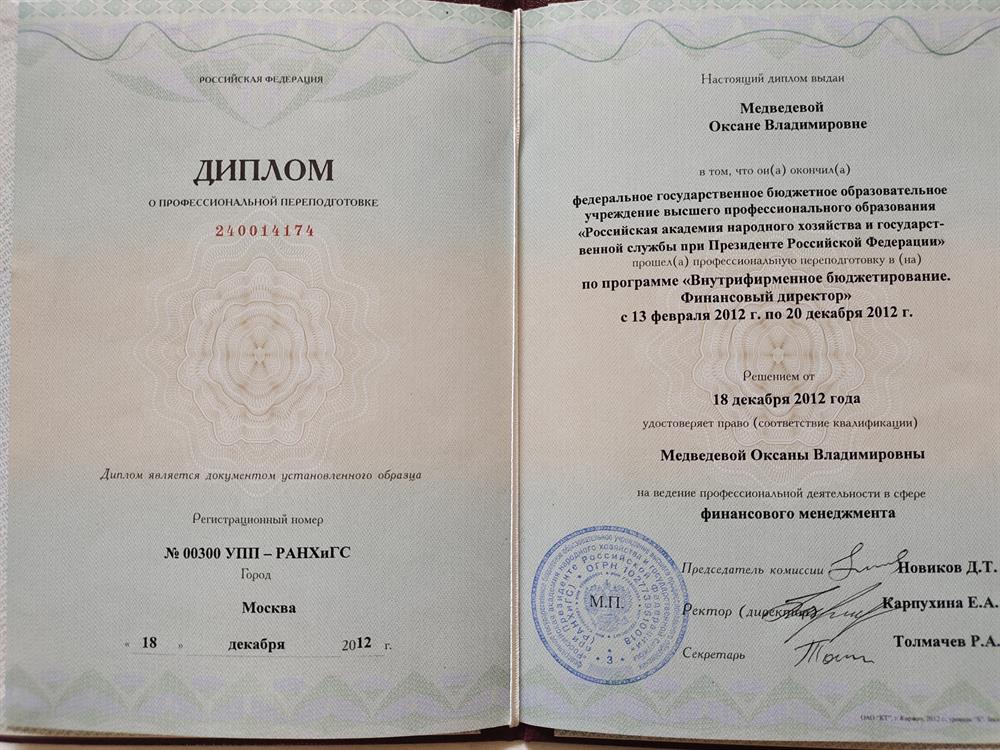 РОССИЙСКАЯ ФЕДЕРАЦИЯ
ДИПЛОМ
О ПРОФЕССИОНАЛЬНОЙ ПЕРЕПОДГОТОВКЕ
240014174
Диплом является документом установленного образца
Регистрационный номер
№ 00300 УПП – РАНХиГС
Город
Москва
« 18 » декабря 2012 г.
Настоящий диплом выдан
Медведевой
Оксане Владимировне
в том, что он(а) окончил(а)
федеральное государственное бюджетное образовательное
учреждение высшего профессионального образования
«Российская академия народного хозяйства и государст-
венной службы при Президенте Российской Федерации»
прошел(а) профессиональную переподготовку в (на)
по программе «Внутрифирменное бюджетирование.
Финансовый директор»
с 13 февраля 2012 г. по 20 декабря 2012 г.
Решением от
18 декабря 2012 года
удостоверяет право (соответствие квалификации)
Медведевой Оксаны Владимировны
на ведение профессиональной деятельности в сфере
финансового менеджмента
Председатель комиссии Новиков Д.Т.
Ректор (директор) Карпухина Е.А.
Секретарь Толмачев Р.А.
М.П.